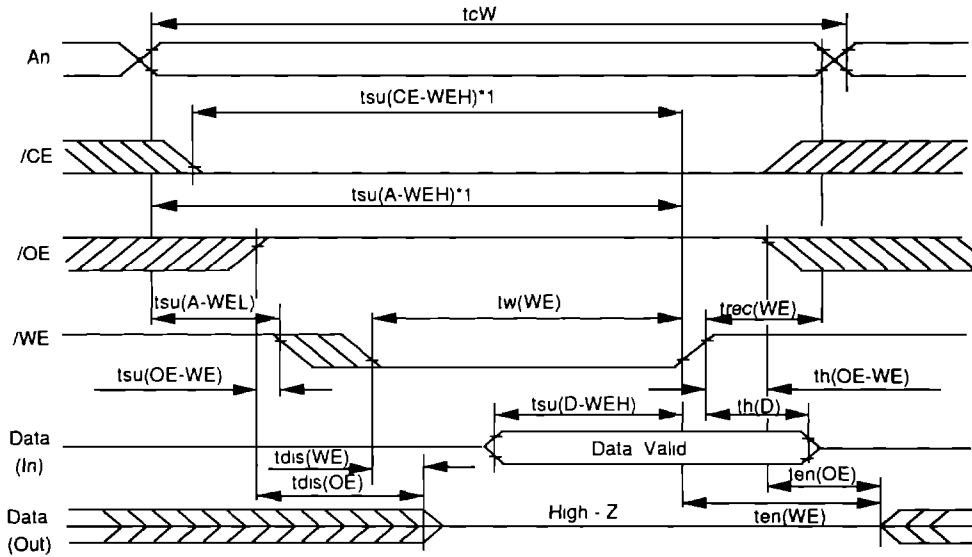 tcW
An
tsu(CE-WEH)*1
/CE
tsu(A-WEH)*1
/OE
tsu(A-WEL)
tw(WE)
trec(WE)
/WE
tsu(OE-WE)
th(OE-WE)
tsu(D-WEH)
th(D)
Data
(In)
Data Valid
tdis(WE)
tdis(OE)
ten(OE)
Data
(Out)
High - Z
ten(WE)